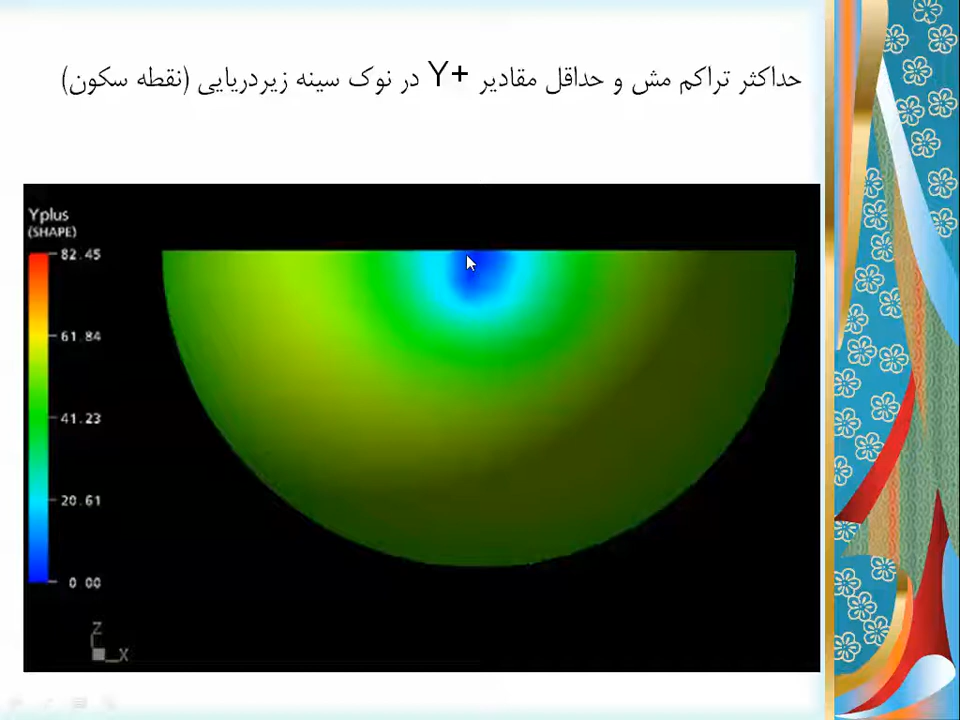 حداکثر تراکم مش و حداقل مقادیر Y+ در نوک سینه زیردریایی (نقطه سکون)
Yplus
(SHAPE)
82.45
61.84
41.23
20.61
0 00
Z
X